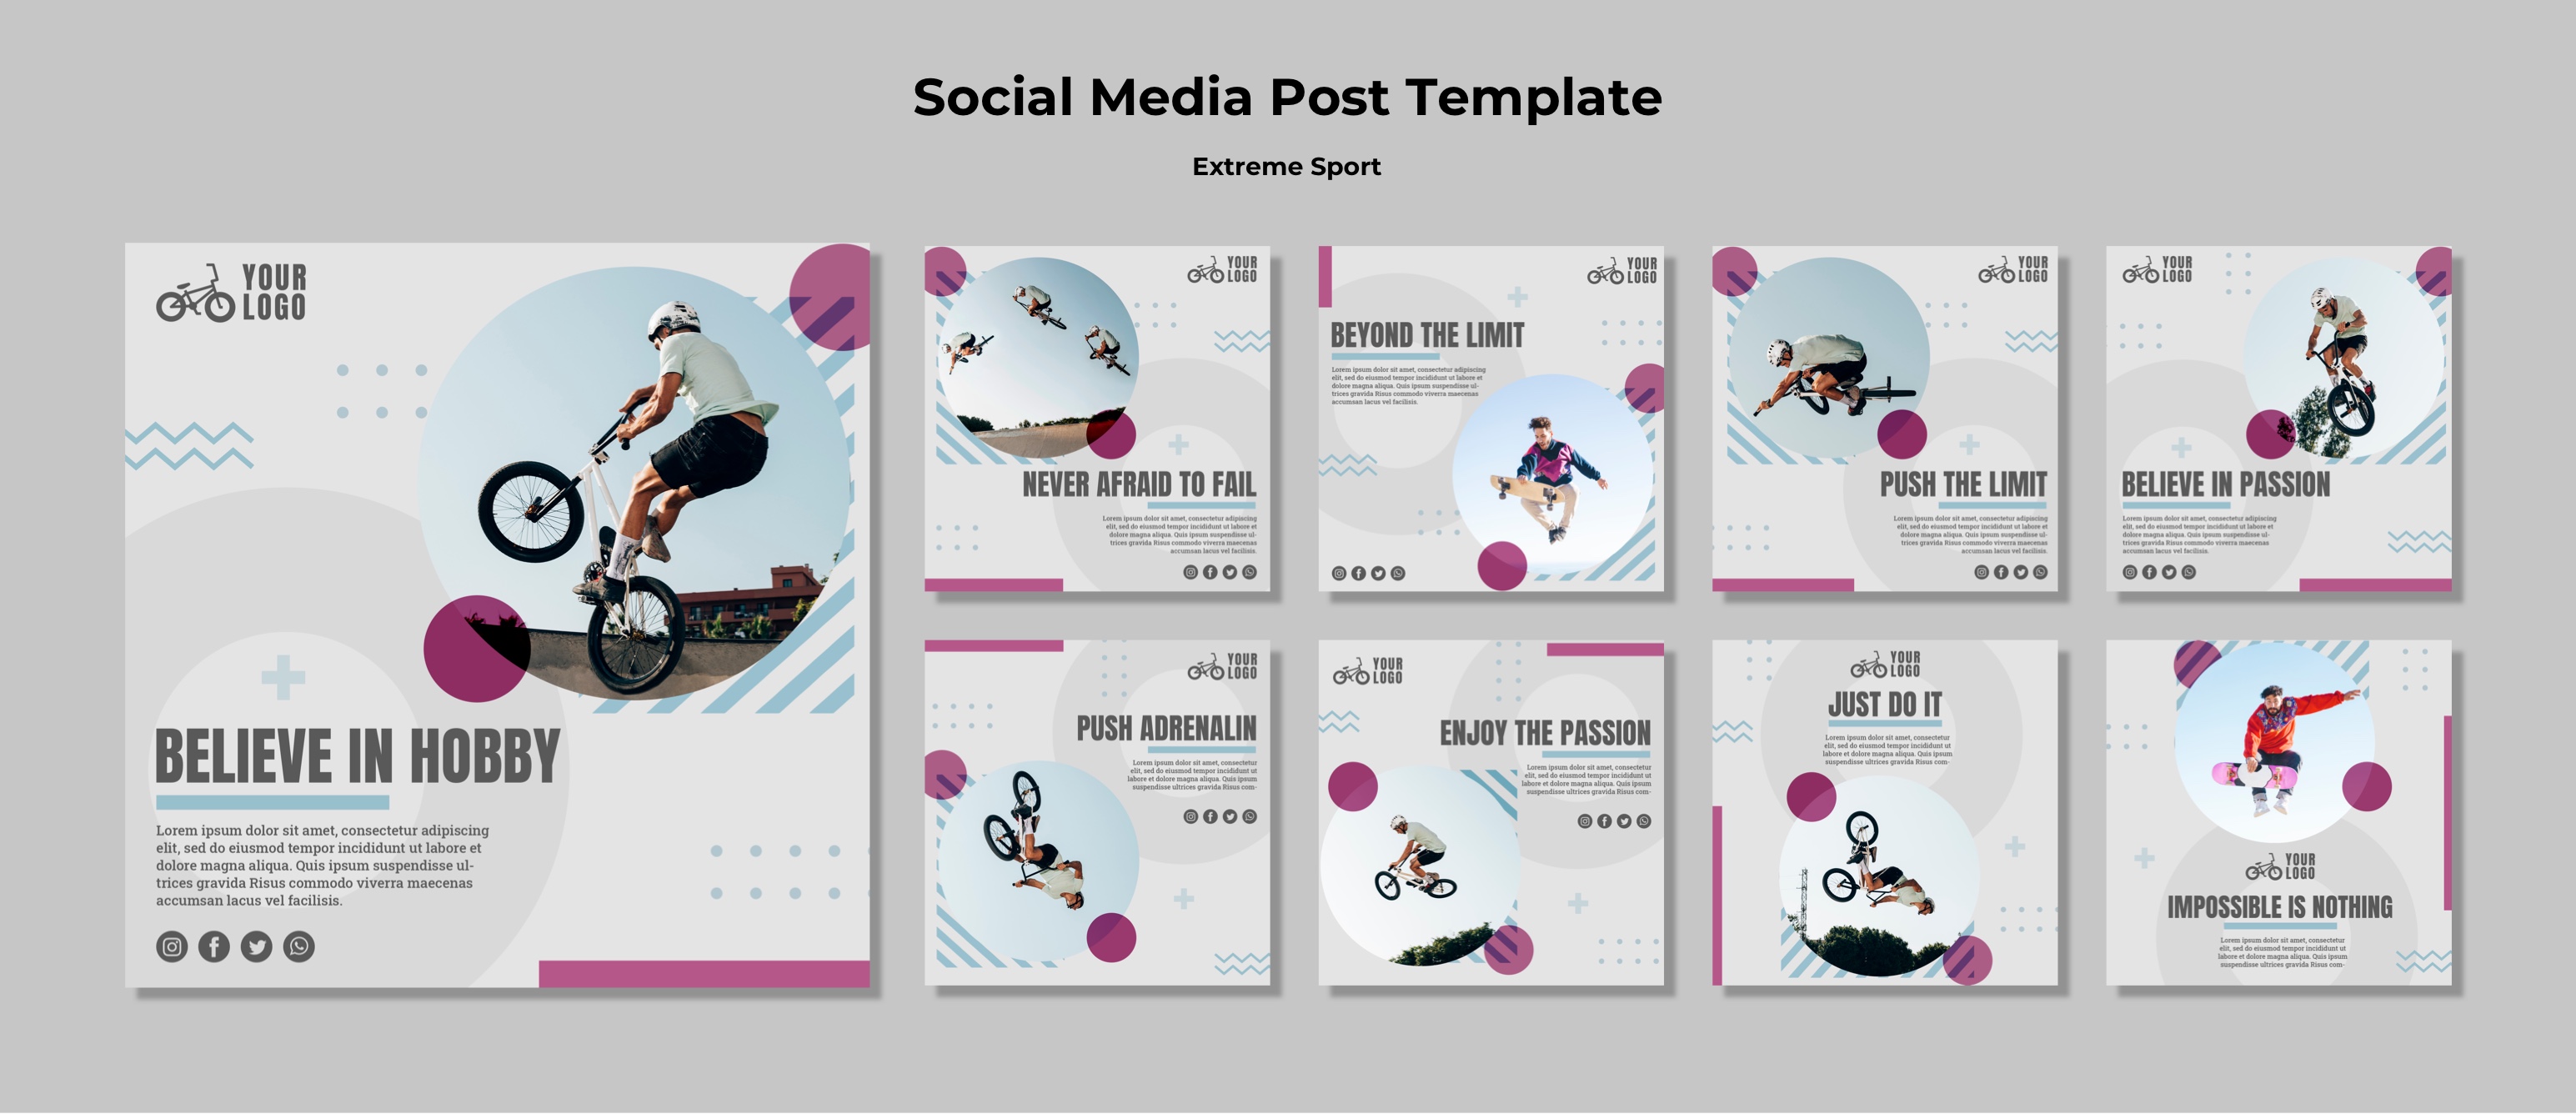 Social Media Post Template
Extreme Sport
YOUR
LOGO
BELIEVE IN HOBBY
Lorem ipsum dolor sit amet, consectetur adipiscing
elit, sed do eiusmod tempor incididunt ut labore et
dolore magna aliqua. Quis ipsum suspendisse ul-
trices gravida Risus commodo viverra maecenas
accumsan lacus vel facilisis.
YOUR
LOGO
NEVER AFRAID TO FAIL
Lorem ipsum dolor sit amet, consectetur adipiscing
elit, sed do eiusmod tempor incididunt ut labore et
dolore magna aliqua. Quis ipsum suspendisse ul-
trices gravida Risus commodo viverra maecenas
accumsan lacus vel facilisis.
YOUR
LOGO
BEYOND THE LIMIT
Lorem ipsum dolor sit amet, consectetur adipiscing
elit, sed do eiusmod tempor incididunt ut labore et
dolore magna aliqua. Quis ipsum suspendisse ul-
trices gravida Risus commodo viverra maecenas
accumsan lacus vel facilisis.
YOUR
LOGO
PUSH THE LIMIT
Lorem ipsum dolor sit amet, consectetur adipiscing
elit, sed do eiusmod tempor incididunt ut labore et
dolore magna aliqua. Quis ipsum suspendisse ul-
trices gravida Risus commodo viverra maecenas
accumsan lacus vel facilisis.
YOUR
LOGO
BELIEVE IN PASSION
Lorem ipsum dolor sit amet, consectetur adipiscing
elit, sed do eiusmod tempor incididunt ut labore et
dolore magna aliqua. Quis ipsum suspendisse ul-
trices gravida Risus commodo viverra maecenas
accumsan lacus vel facilisis.
YOUR
LOGO
PUSH ADRENALIN
Lorem ipsum dolor sit amet, consectetur
elit, sed do eiusmod tempor incididunt ut
labore et dolore magna aliqua. Quis ipsum
suspendisse ultrices gravida Risus com-
YOUR
LOGO
ENJOY THE PASSION
Lorem ipsum dolor sit amet, consectetur
elit, sed do eiusmod tempor incididunt ut
labore et dolore magna aliqua. Quis ipsum
suspendisse ultrices gravida Risus com-
YOUR
LOGO
JUST DO IT
Lorem ipsum dolor sit amet, consectetur
elit, sed do eiusmod tempor incididunt ut
labore et dolore magna aliqua. Quis ipsum
suspendisse ultrices gravida Risus com-
YOUR
LOGO
IMPOSSIBLE IS NOTHING
Lorem ipsum dolor sit amet, consectetur
elit, sed do eiusmod tempor incididunt ut
labore et dolore magna aliqua. Quis ipsum
suspendisse ultrices gravida Risus com-